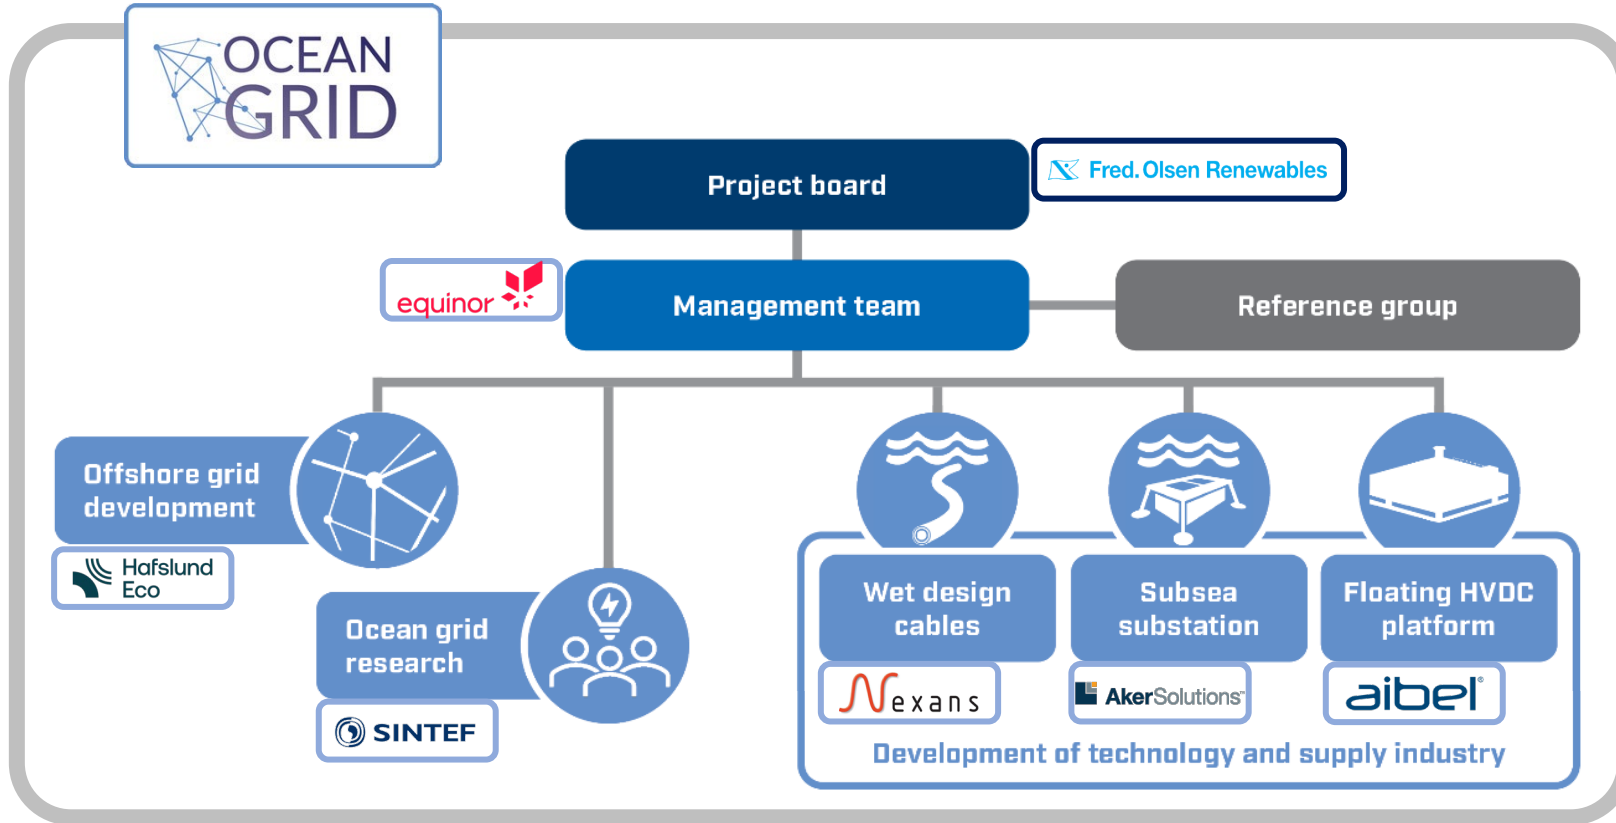 OCEAN
GRID
Project board
Fred. Olsen Renewables
equinor
Management team
Reference group
Offshore grid
development
Hafslund
Eco
Ocean grid
research
SINTEF
Wet design
cables
Nexans
Subsea
substation
AkerSolutions™
Floating HVDC
platform
aibel®
Development of technology and supply industry